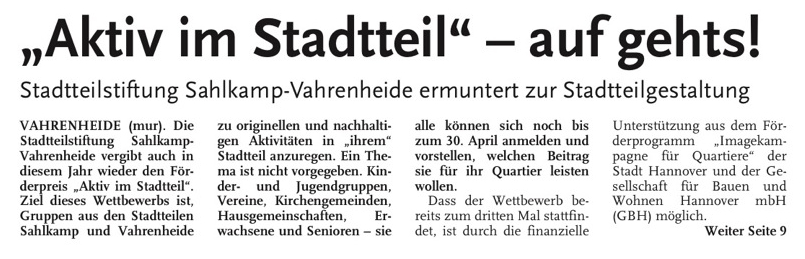 „Aktiv im Stadtteil“ – auf gehts!
Stadtteilstiftung Sahlkamp-Vahrenheide ermuntert zur Stadtteilgestaltung
VAHRENHEIDE (mur). Die
Stadtteilstiftung Sahlkamp-
Vahrenheide vergibt auch in
diesem Jahr wieder den För-
derpreis „Aktiv im Stadtteil“.
Ziel dieses Wettbewerbs ist,
Gruppen aus den Stadtteilen
Sahlkamp und Vahrenheide
zu originellen und nachhalti-
gen Aktivitäten in „ihrem“
Stadtteil anzuregen. Ein The-
ma ist nicht vorgegeben. Kin-
der- und Jugendgruppen,
Vereine, Kirchengemeinden,
Hausgemeinschaften, Er-
wachsene und Senioren – sie
alle können sich noch bis
zum 30. April anmelden und
vorstellen, welchen Beitrag
sie für ihr Quartier leisten
wollen.
Dass der Wettbewerb be-
reits zum dritten Mal stattfin-
det, ist durch die finanzielle
Unterstützung aus dem För-
derprogramm „Imagekam-
pagne für Quartiere“ der
Stadt Hannover und der Ge-
sellschaft für Bauen und
Wohnen Hannover mbH
(GBH) möglich.
Weiter Seite 9